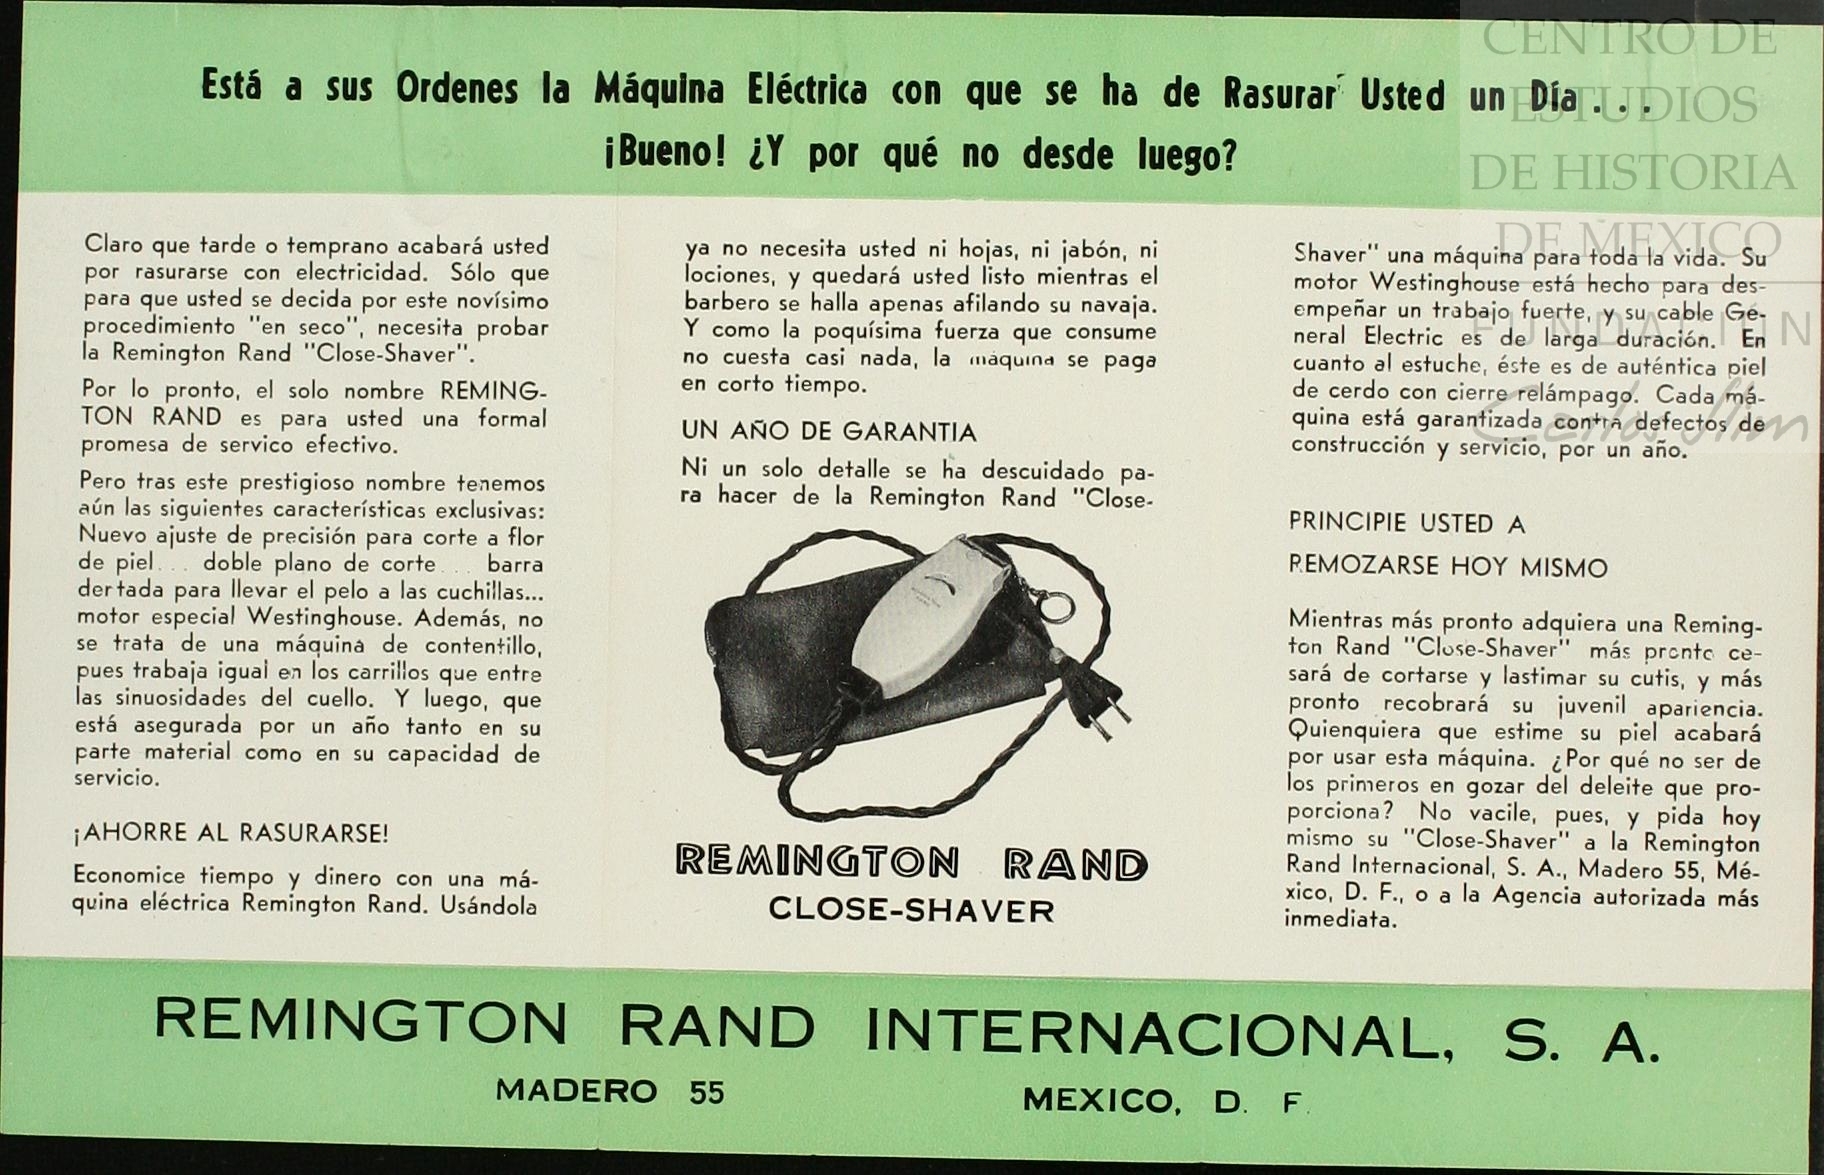 Está a sus Ordenes la Máquina Eléctrica con que se ha de Rasurar Usted un Día . . .
¡Bueno! ¿Y por qué no desde luego?
Claro que tarde o temprano acabará usted
por rasurarse con electricidad. Sólo que
para que usted se decida por este novísimo
procedimiento "en seco", necesita probar
la Remington Rand "Close-Shaver".
Por lo pronto, el solo nombre REMING-
TON RAND es para usted una formal
promesa de servico efectivo.
Pero tras este prestigioso nombre tenemos
aún las siguientes características exclusivas:
Nuevo ajuste de precisión para corte a flor
de piel. . . doble plano de corte . . . barra
dertada para llevar el pelo a las cuchillas...
motor especial Westinghouse. Además, no
se trata de una máquina de contentillo,
pues trabaja igual en los carrillos que entre
las sinuosidades del cuello. Y luego, que
está asegurada por un año tanto en su
parte material como en su capacidad de
servicio.
¡AHORRE AL RASURARSE!
Economice tiempo y dinero con una má-
quina eléctrica Remington Rand. Usándola
ya no necesita usted ni hojas, ni jabón, ni
lociones, y quedará usted listo mientras el
barbero se halla apenas afilando su navaja.
Y como la poquísima fuerza que consume
no cuesta casi nada, la máquina se paga
en corto tiempo.
UN AÑO DE GARANTIA
Ni un solo detalle se ha descuidado pa-
ra hacer de la Remington Rand "Close-
REMINGTON RAND
CLOSE-SHAVER
Shaver" una máquina para toda la vida. Su
motor Westinghouse está hecho para des-
empeñar un trabajo fuerte, y su cable Ge-
neral Electric es de larga duración. En
cuanto al estuche, éste es de auténtica piel
de cerdo con cierre relámpago. Cada má-
quina está garantizada contra defectos de
construcción y servicio, por un año.
PRINCIPIE USTED A
REMOZARSE HOY MISMO
Mientras más pronto adquiera una Reming-
ton Rand "Close-Shaver" más pronto ce-
sará de cortarse y lastimar su cutis, y más
pronto recobrará su juvenil apariencia.
Quienquiera que estime su piel acabará
por usar esta máquina. ¿Por qué no ser de
los primeros en gozar del deleite que pro-
porciona? No vacile, pues, y pida hoy
mismo su "Close-Shaver" a la Remington
Rand Internacional, S. A., Madero 55, Mé-
xico, D. F., o a la Agencia autorizada más
inmediata.
REMINGTON RAND INTERNACIONAL, S. A.
MADERO 55 MEXICO, D. F.
CENTRO DE
ESTUDIOS
DE HISTORIA
DE MEXICO
FUNDACIÓN
Carlos Slim